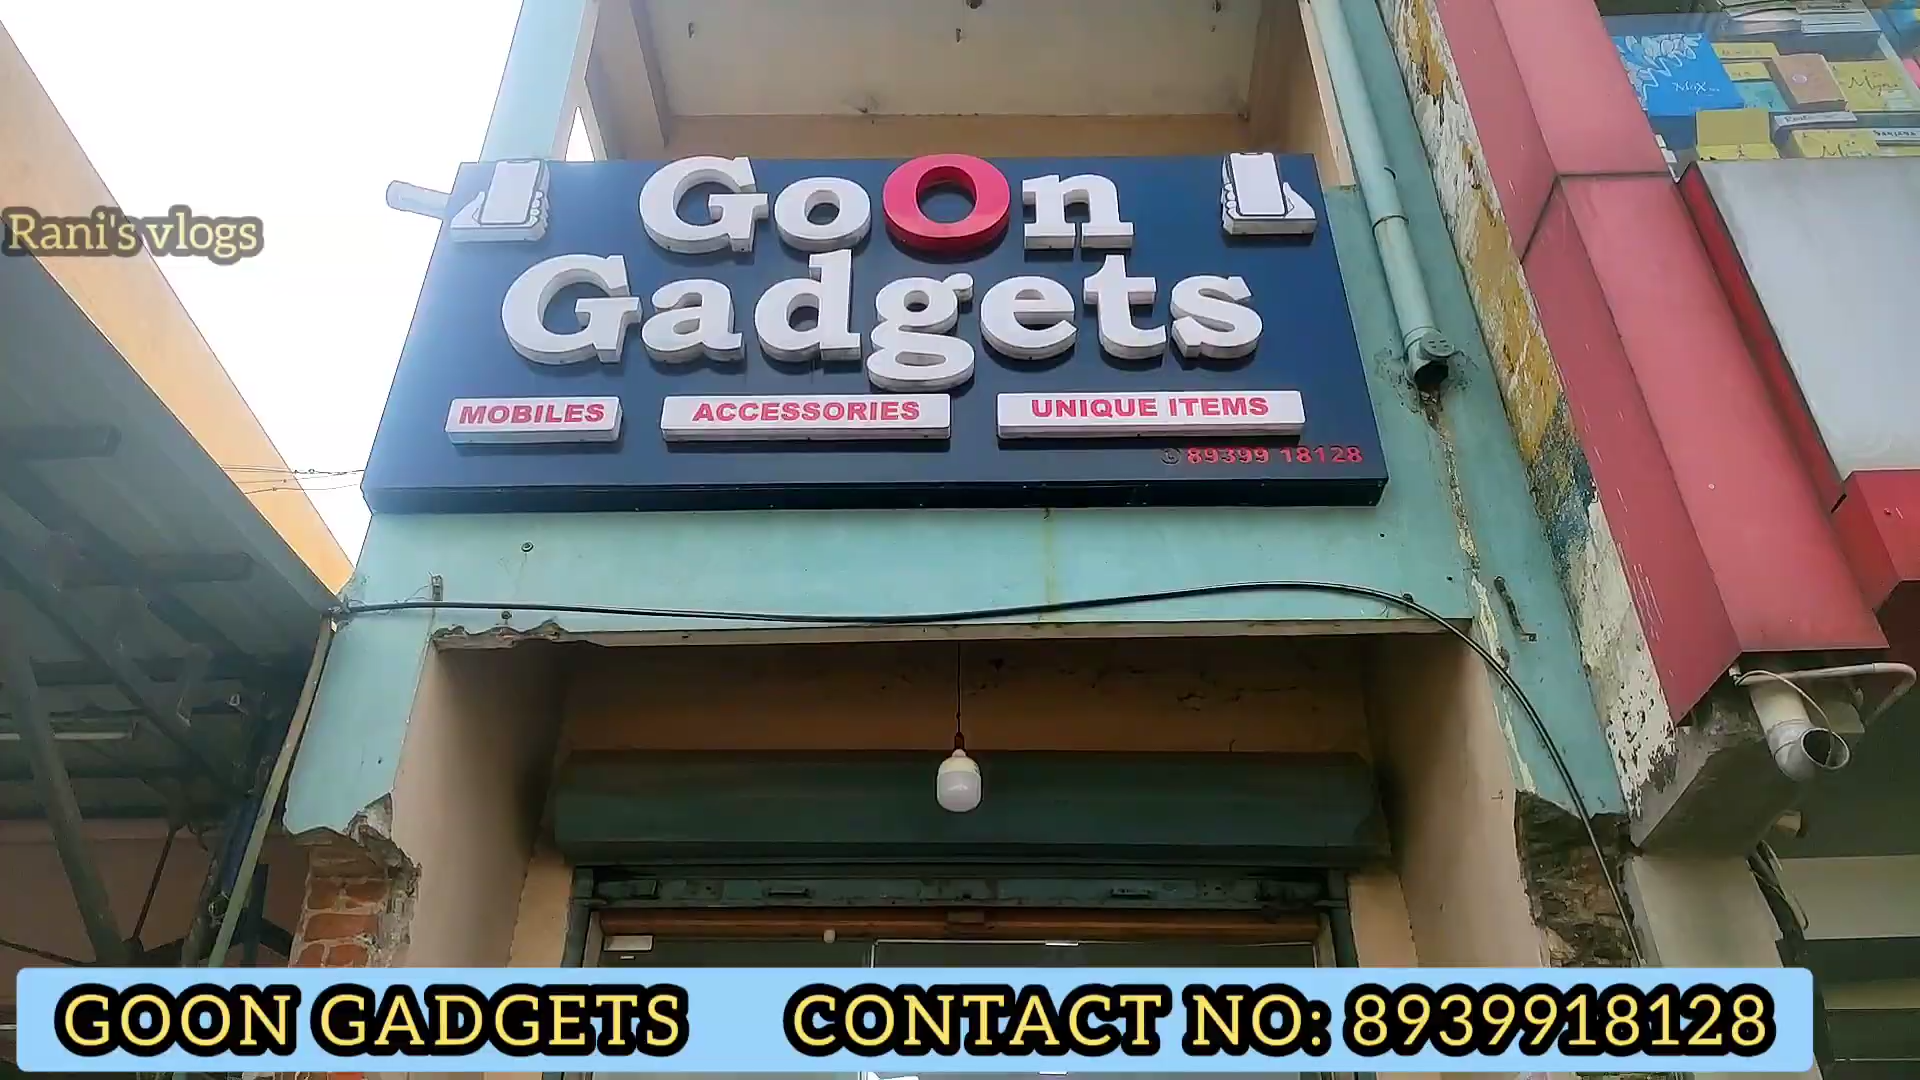 Rani's vlogs
GoOn
Gadgets
MOBILES ACCESSORIES UNIQUE ITEMS
89399 18128
GOON GADGETS CONTACT NO: 8939918128